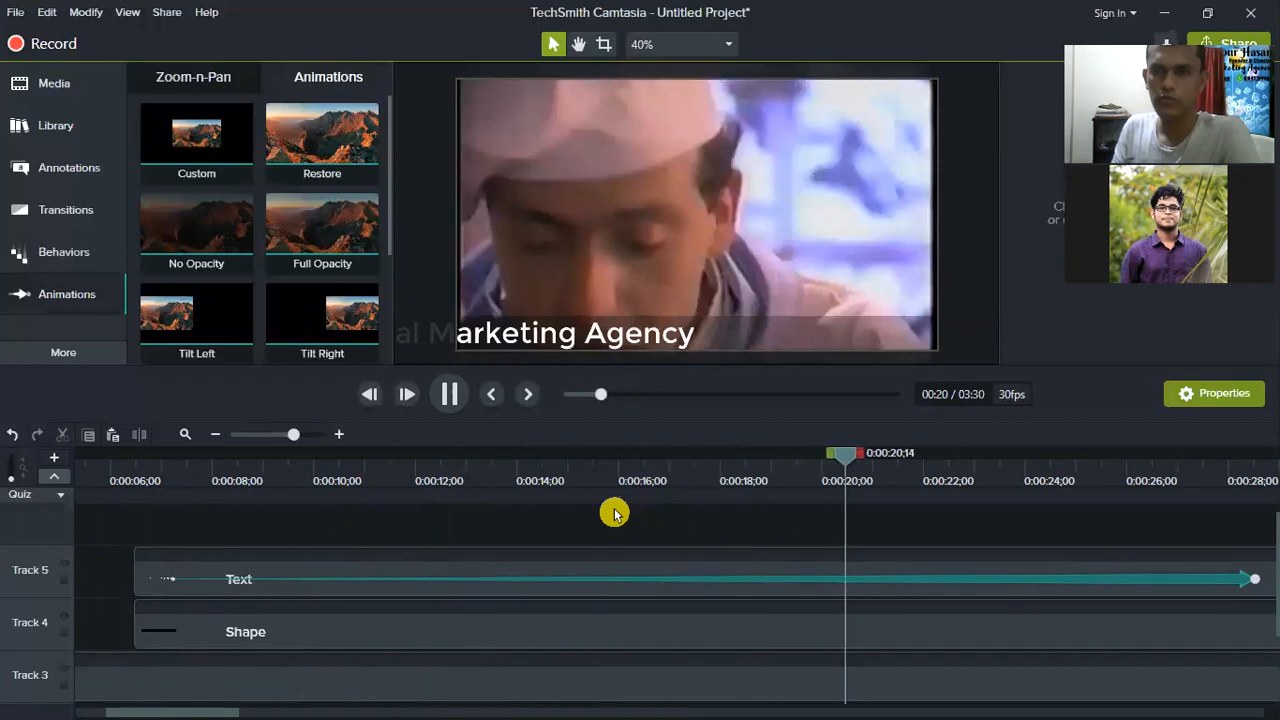 File Edit Modify View Share Help
TechSmith Camtasia - Untitled Project*
Sign In
Record
40%
Share
Media
Library
Annotations
Transitions
Behaviors
Animations
More
Zoom-n-Pan Animations
Custom Restore
No Opacity Full Opacity
Tilt Left Tilt Right
al Marketing Agency
00:20 / 03:30 30fps
Properties
0:00:20;14
0:00:06;00 0:00:08;00 0:00:10;00 0:00:12;00 0:00:14;00 0:00:16;00 0:00:18;00 0:00:20;00 0:00:22;00 0:00:24;00 0:00:26;00 0:00:28;00
Quiz
Track 5 Text
Track 4 Shape
Track 3